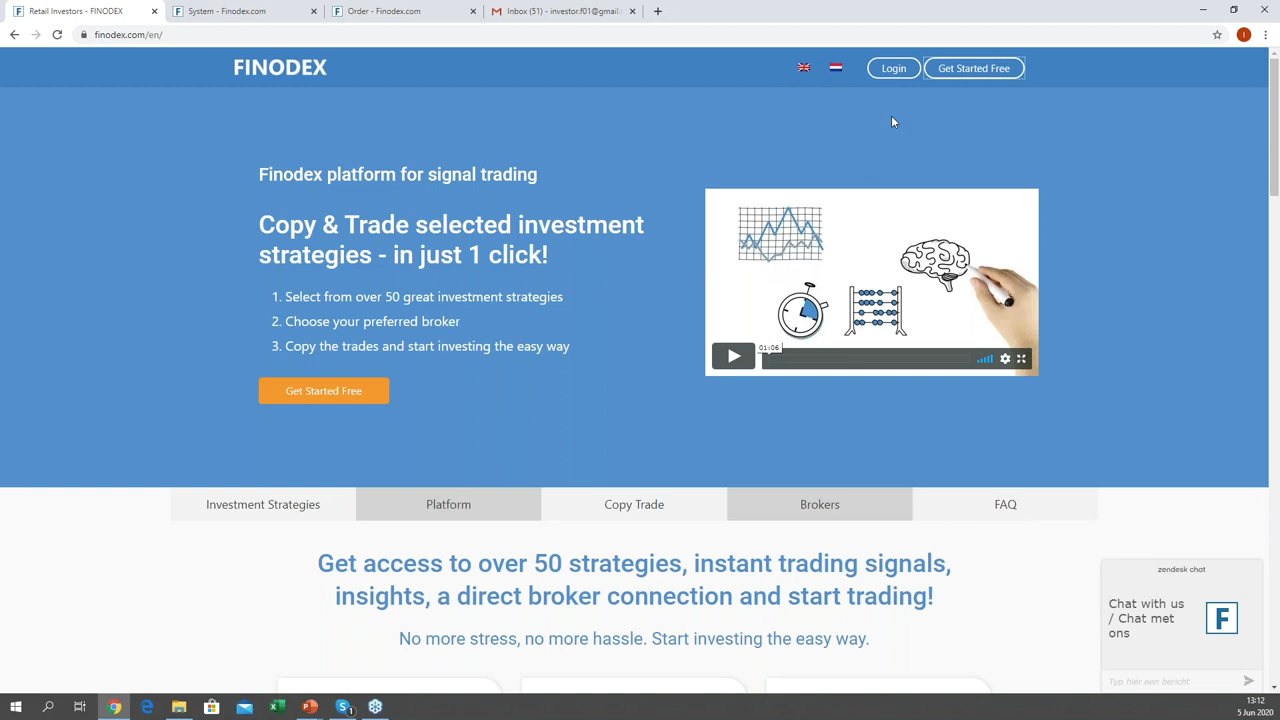 Retail Investors - FINODEX
System - Finodex.com
Order - Finodex.com
Inbox (51) - investor.f01@gmail.
finodex.com/en/
I
FINODEX
Login
Get Started Free
Finodex platform for signal trading
Copy & Trade selected investment
strategies - in just 1 click!
1. Select from over 50 great investment strategies
2. Choose your preferred broker
3. Copy the trades and start investing the easy way
Get Started Free
01:06
Investment Strategies
Platform
Copy Trade
Brokers
FAQ
Get access to over 50 strategies, instant trading signals,
insights, a direct broker connection and start trading!
No more stress, no more hassle. Start investing the easy way.
zendesk chat
Chat with us
/ Chat met
ons
F
Typ hier een bericht
13:12
5 Jun 2020